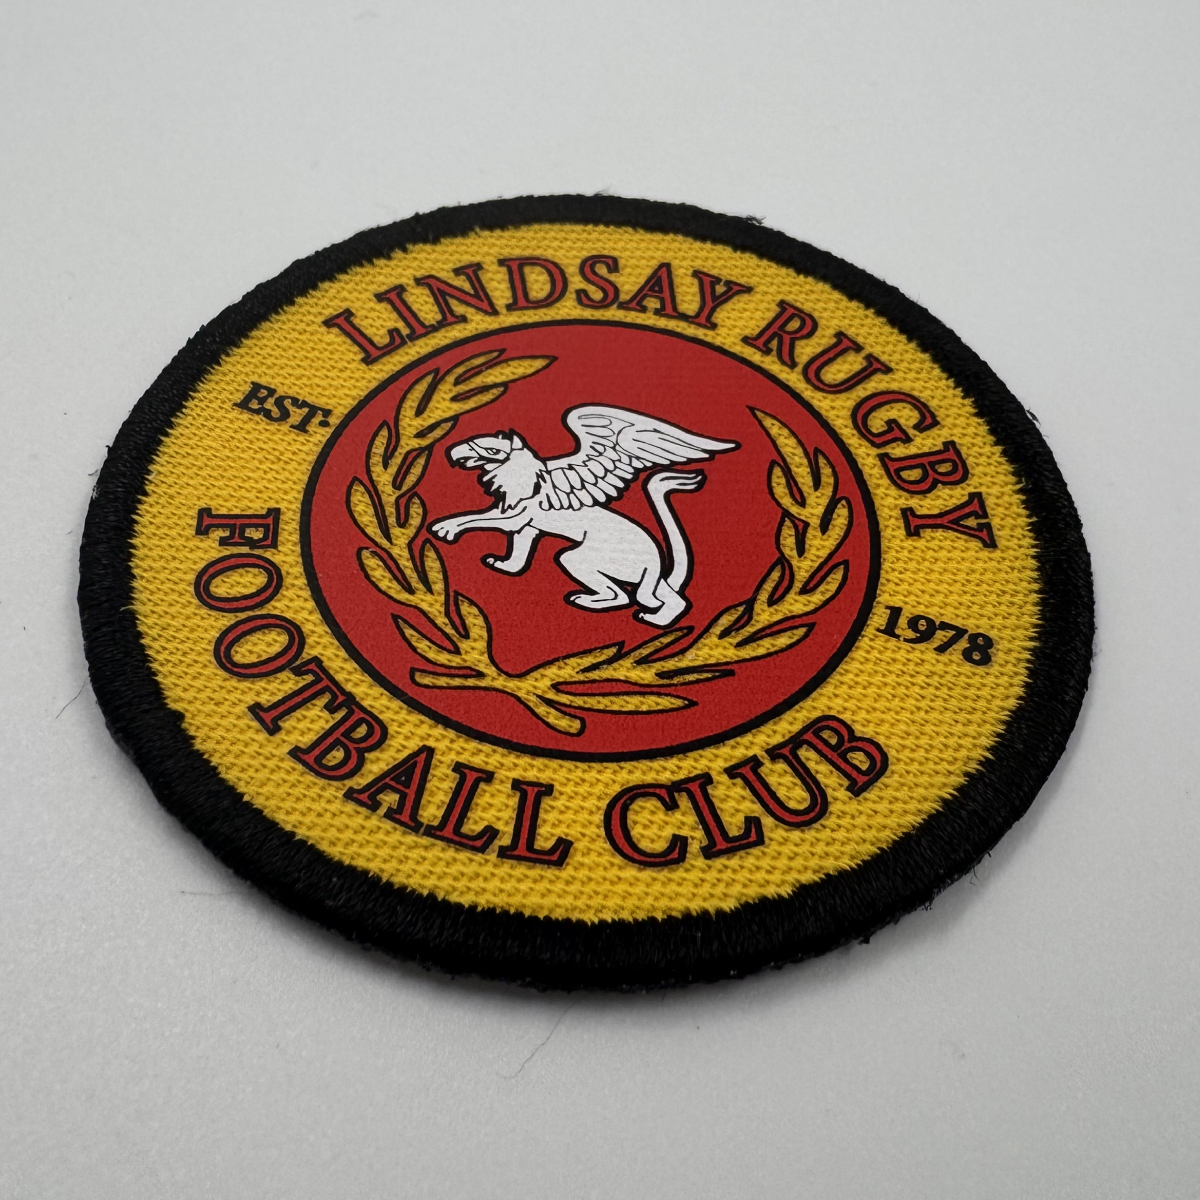 LINDSAY RUGBY
EST. 1978
FOOTBALL CLUB